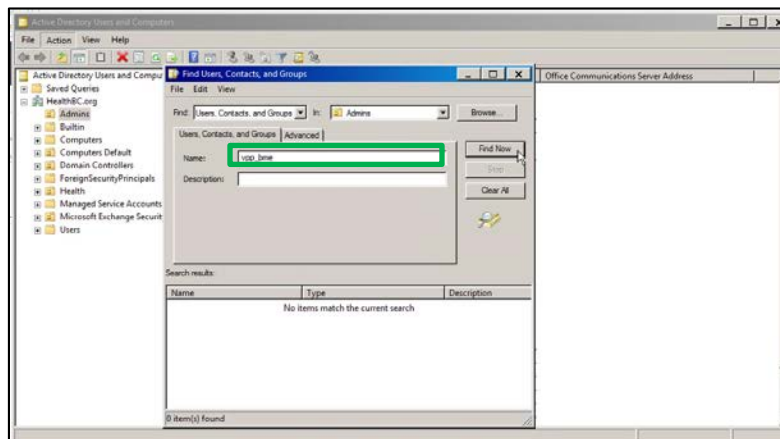 Active Directory Users and Computers
File Action View Help
Active Directory Users and Compu
Saved Queries
HealthBC.org
Admins
Builtin
Computers
Computers Default
Domain Controllers
ForeignSecurityPrincipals
Health
Managed Service Accounts
Microsoft Exchange Securit
Users
Office Communications Server Address
Find Users, Contacts, and Groups
File Edit View
Find: Users, Contacts, and Groups In: Admins Browse...
Users, Contacts, and Groups Advanced
Name: vpp_bme
Description:
Find Now
Stop
Clear All
Search results:
Name Type Description
No items match the current search
0 item(s) found